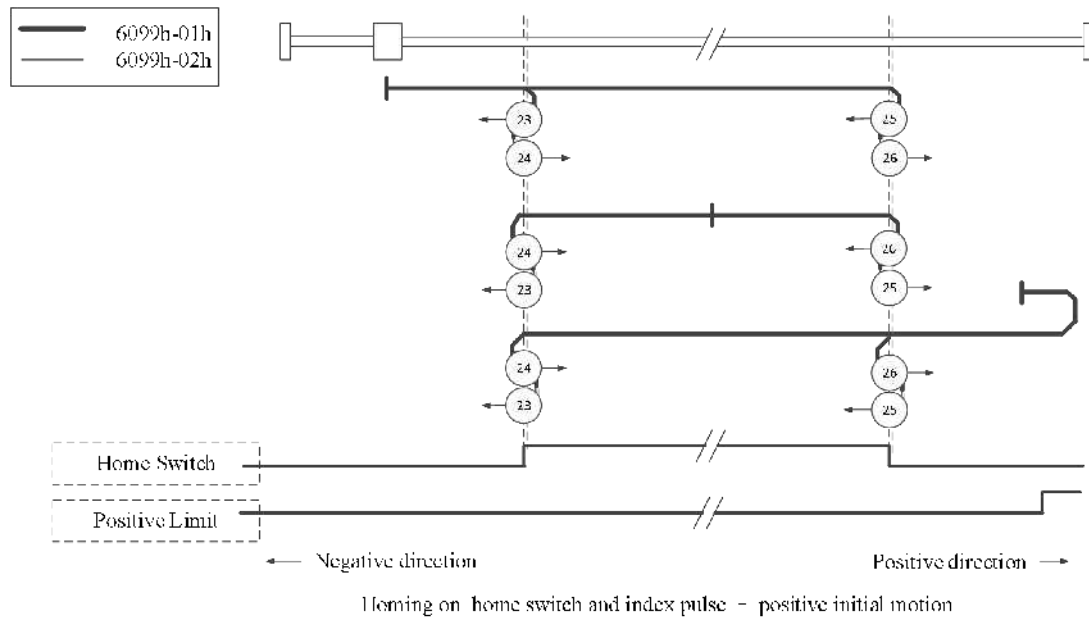 6099h-01h
6099h-02h
23
25
24
26
24
26
23
25
24
26
23
25
Home Switch
Positive Limit
Negative direction
Positive direction
Homing on home switch and index pulse - positive initial motion